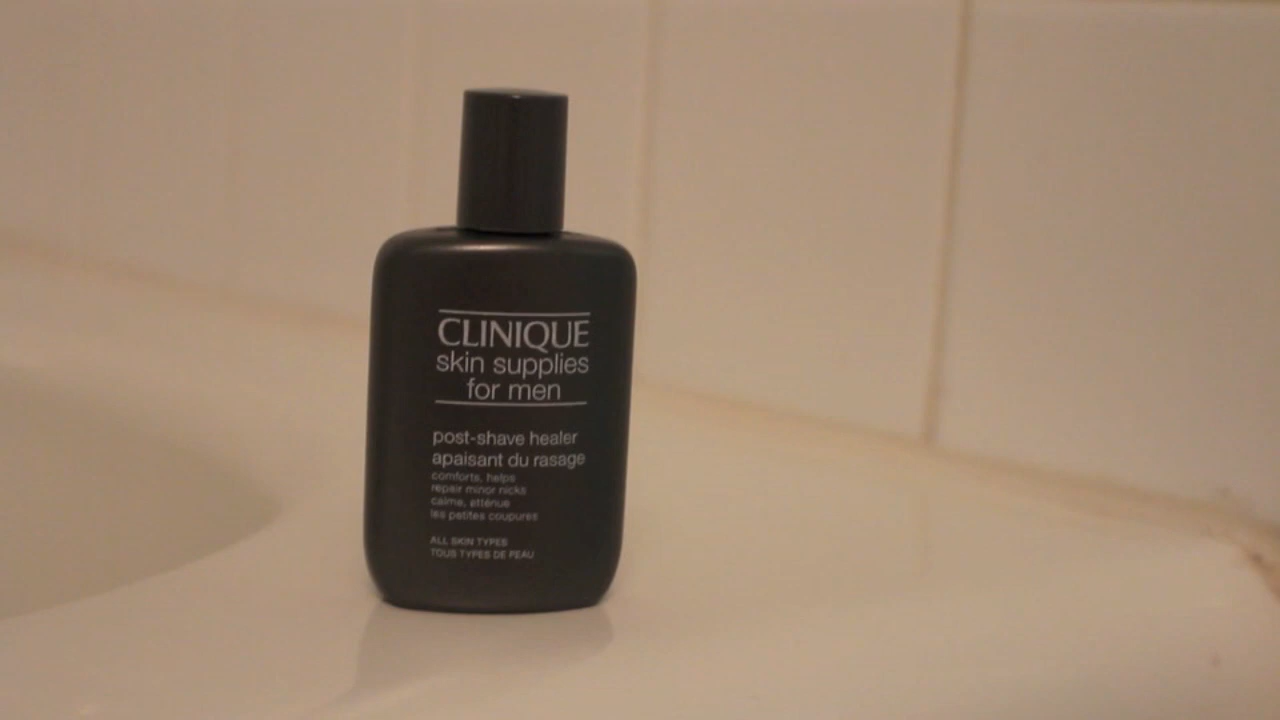 CLINIQUE
skin supplies
for men
post-shave healer
apaisant du rasage
comforts, helps
repair minor nicks
calme, atténue
les petites coupures
ALL SKIN TYPES
TOUS TYPES DE PEAU